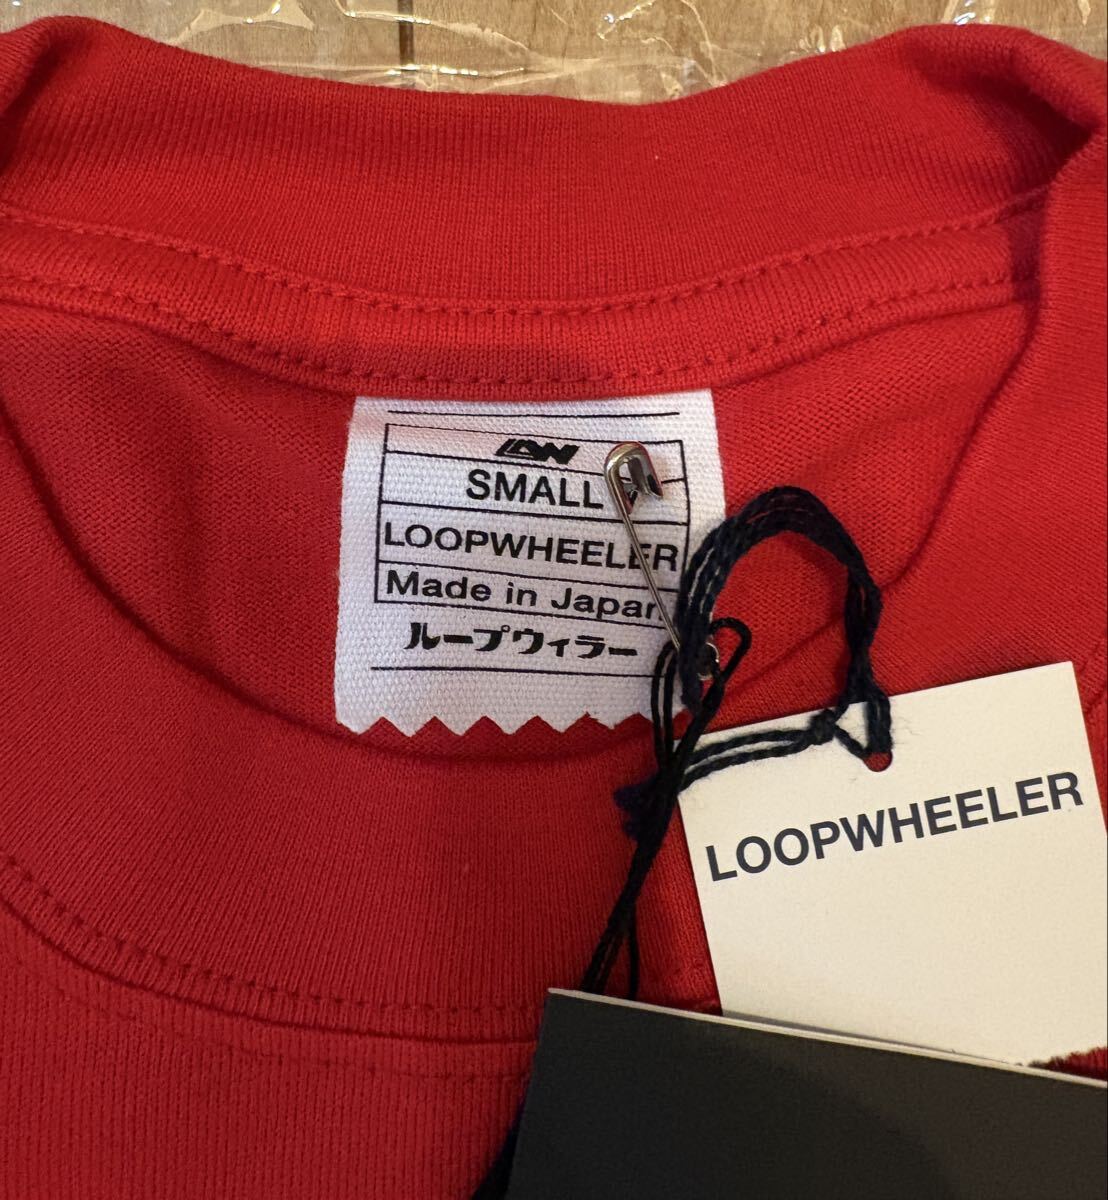 LW
SMALL
LOOPWHEELER
Made in Japan
ループウィラー
LOOPWHEELER